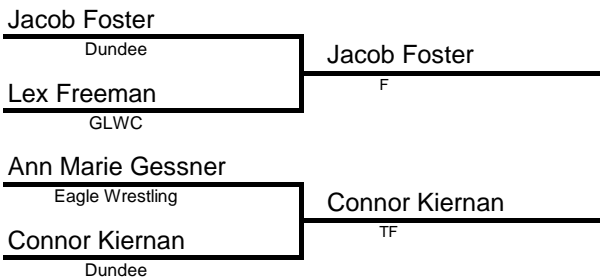 Jacob Foster
Dundee
Jacob Foster
F
Lex Freeman
GLWC
Ann Marie Gessner
Eagle Wrestling
Connor Kiernan
TF
Connor Kiernan
Dundee